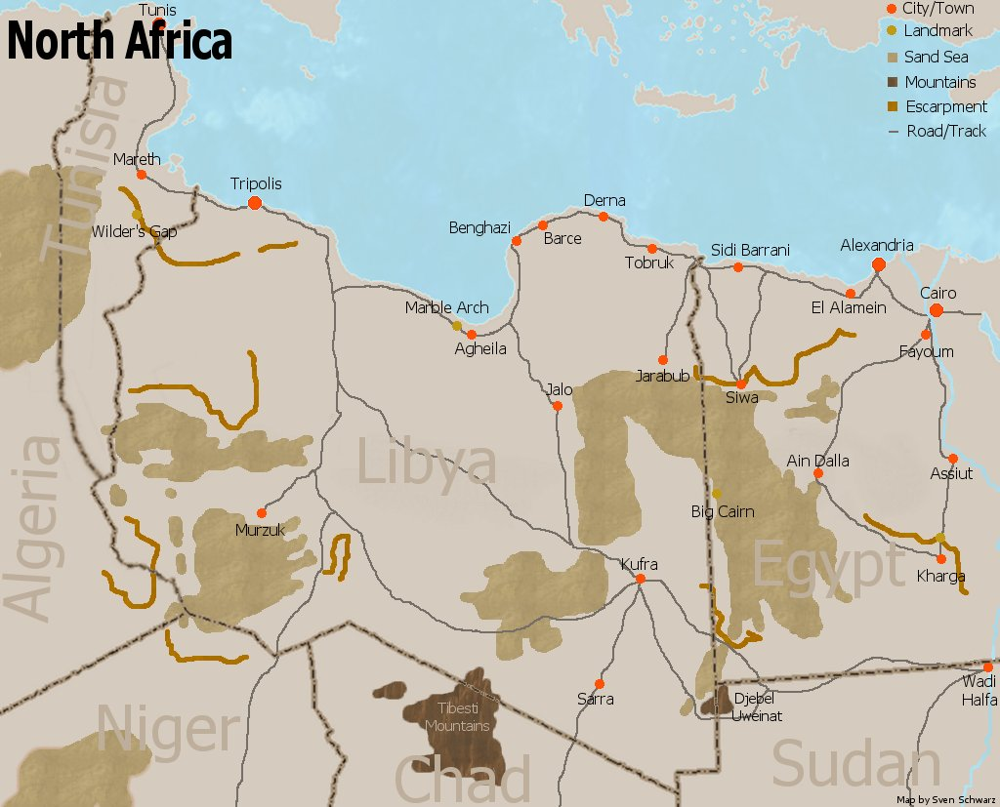 Tunis
North Africa
City/Town
Landmark
Sand Sea
Mountains
Escarpment
Road/Track
Tunisia
Mareth
Tripolis
Wilder's Gap
Derna
Benghazi
Barce
Tobruk
Sidi Barrani
Alexandria
Cairo
El Alamein
Marble Arch
Agheila
Fayoum
Jarabub
Siwa
Jalo
Libya
Algeria
Ain Dalla
Assiut
Big Cairn
Murzuk
Egypt
Kufra
Kharga
Sarra
Djebel
Uweinat
Wadi
Halfa
Tibesti
Mountains
Niger
Chad
Sudan
Map by Sven Schwarz